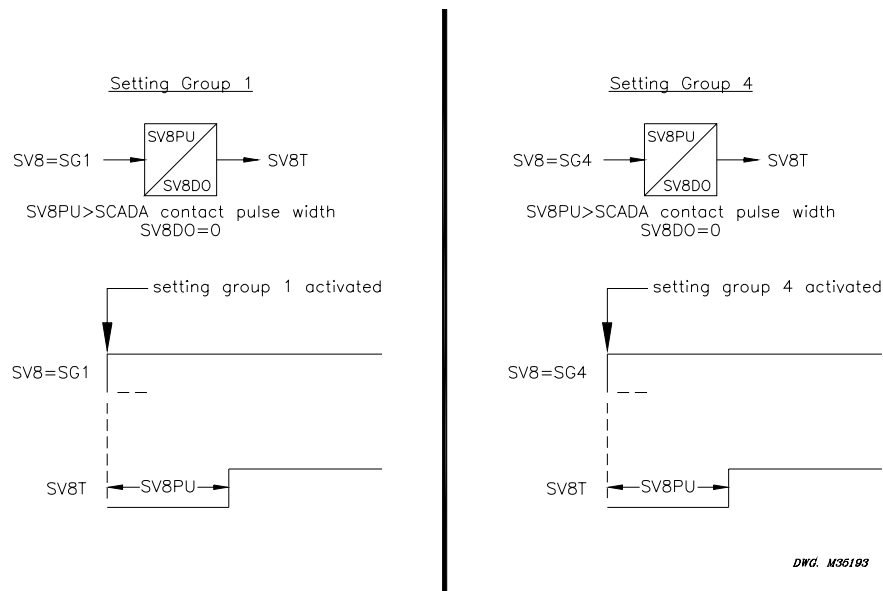 Setting Group 1
SV8PU
SV8=SG1
SV8T
SV8DO
SV8PU>SCADA contact pulse width
SV8DO=0
setting group 1 activated
SV8=SG1
SV8T
SV8PU
Setting Group 4
SV8PU
SV8=SG4
SV8T
SV8DO
SV8PU>SCADA contact pulse width
SV8DO=0
setting group 4 activated
SV8=SG4
SV8T
SV8PU
DWG. M36193